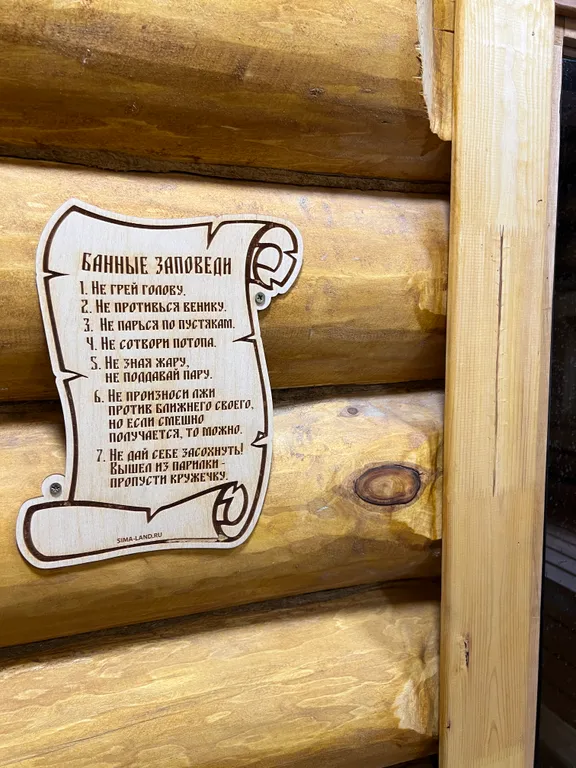 БАННЫЕ ЗАПОВЕДИ
1. НЕ ГРЕЙ ГОЛОВУ.
2. НЕ ПРОТИВЬСЯ ВЕНИКУ.
3. НЕ ПАРЬСЯ ПО ПУСТЯКАМ.
4. НЕ СОТВОРИ ПОТОПА.
5. НЕ ЗНАЯ ЖАРУ,
НЕ ПОДДАВАЙ ПАРУ.
6. НЕ ПРОИЗНОСИ ЛЖИ
ПРОТИВ БЛИЖНЕГО СВОЕГО,
НО ЕСЛИ СМЕШНО
ПОЛУЧАЕТСЯ, ТО МОЖНО.
7. НЕ ДАЙ СЕБЕ ЗАСОХНУТЬ!
ВЫШЕЛ ИЗ ПАРИЛКИ -
ПРОПУСТИ КРУЖЕЧКУ.
SIMA-LAND.RU